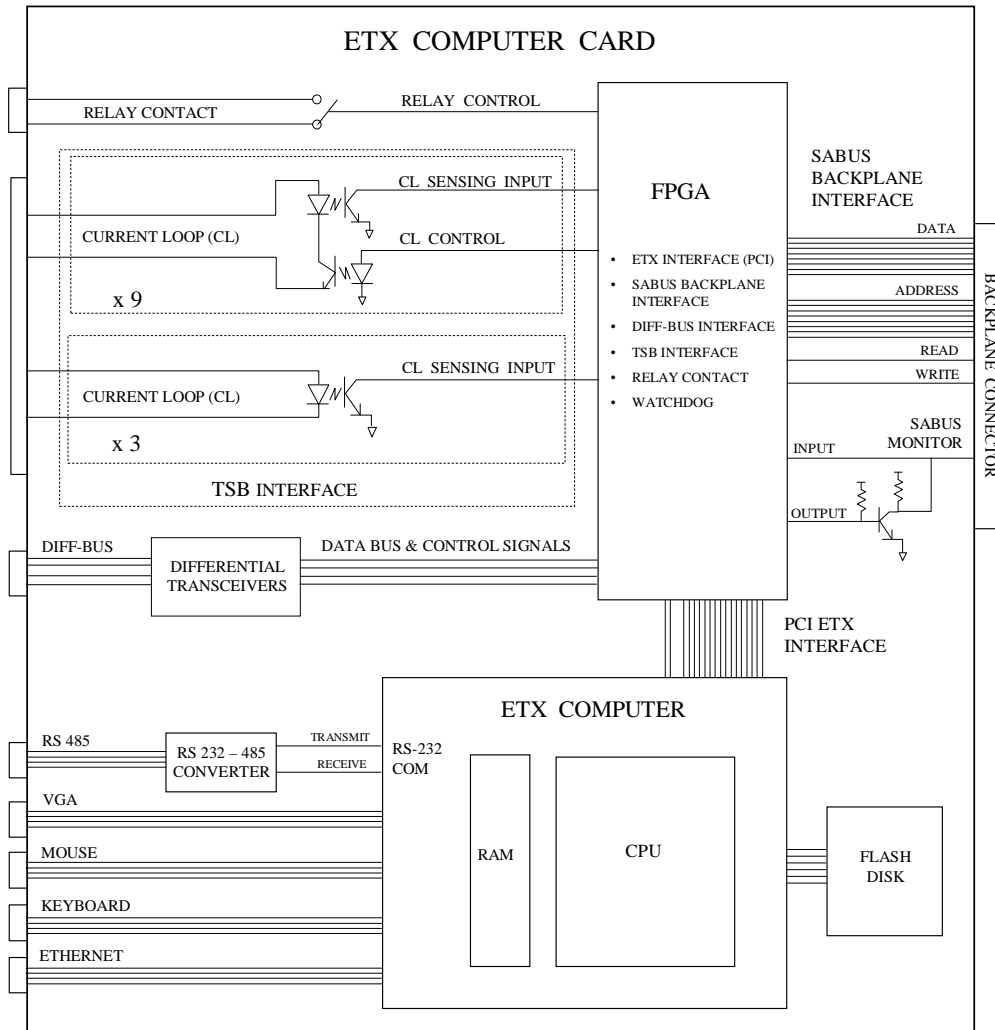 ETX COMPUTER CARD
RELAY CONTACT
RELAY CONTROL
CL SENSING INPUT
CURRENT LOOP (CL)
CL CONTROL
x 9
CL SENSING INPUT
CURRENT LOOP (CL)
x 3
TSB INTERFACE
FPGA
• ETX INTERFACE (PCI)
• SABUS BACKPLANE
INTERFACE
• DIFF-BUS INTERFACE
• TSB INTERFACE
• RELAY CONTACT
• WATCHDOG
SABUS
BACKPLANE
INTERFACE
DATA
ADDRESS
READ
WRITE
SABUS
MONITOR
INPUT
OUTPUT
BACKPLANE CONNECTOR
DIFF-BUS
DIFFERENTIAL
TRANSCEIVERS
DATA BUS & CONTROL SIGNALS
PCI ETX
INTERFACE
ETX COMPUTER
RS 485
RS 232 – 485
CONVERTER
TRANSMIT
RECEIVE
RS-232
COM
VGA
MOUSE
KEYBOARD
ETHERNET
RAM
CPU
FLASH
DISK